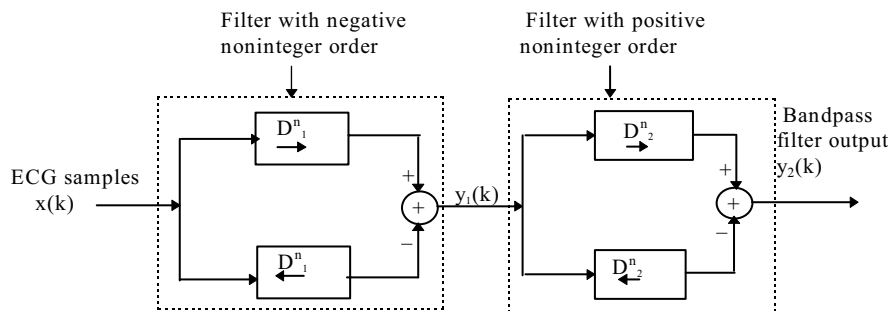 Filter with negative
noninteger order
Filter with positive
noninteger order
D^n_1
D^n_2
Bandpass
filter output
y₂(k)
ECG samples
x(k)
+
+
y₁(k)
+
+
−
−
D^n_1
D^n_2